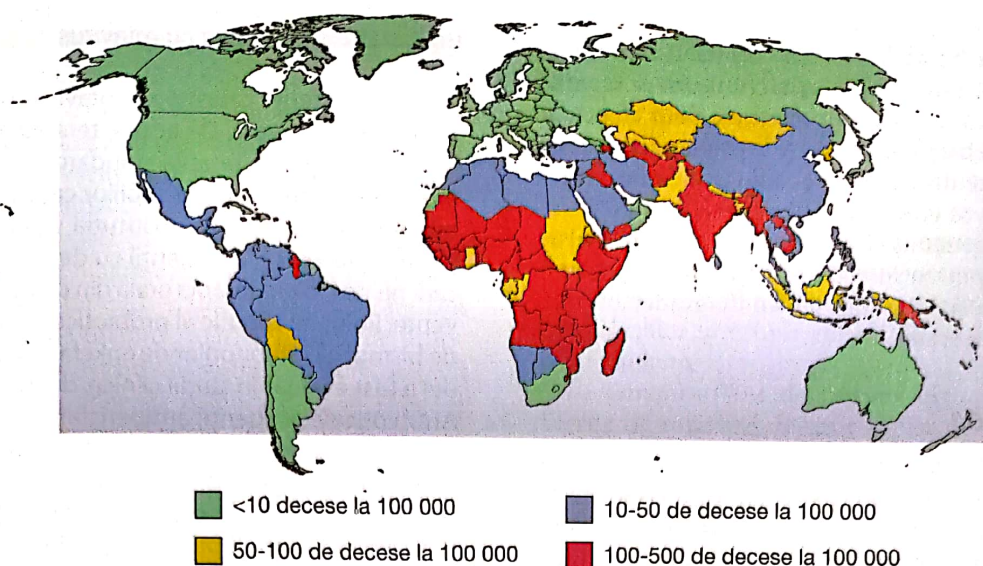 <10 decese la 100 000
10-50 de decese la 100 000
50-100 de decese la 100 000
100-500 de decese la 100 000